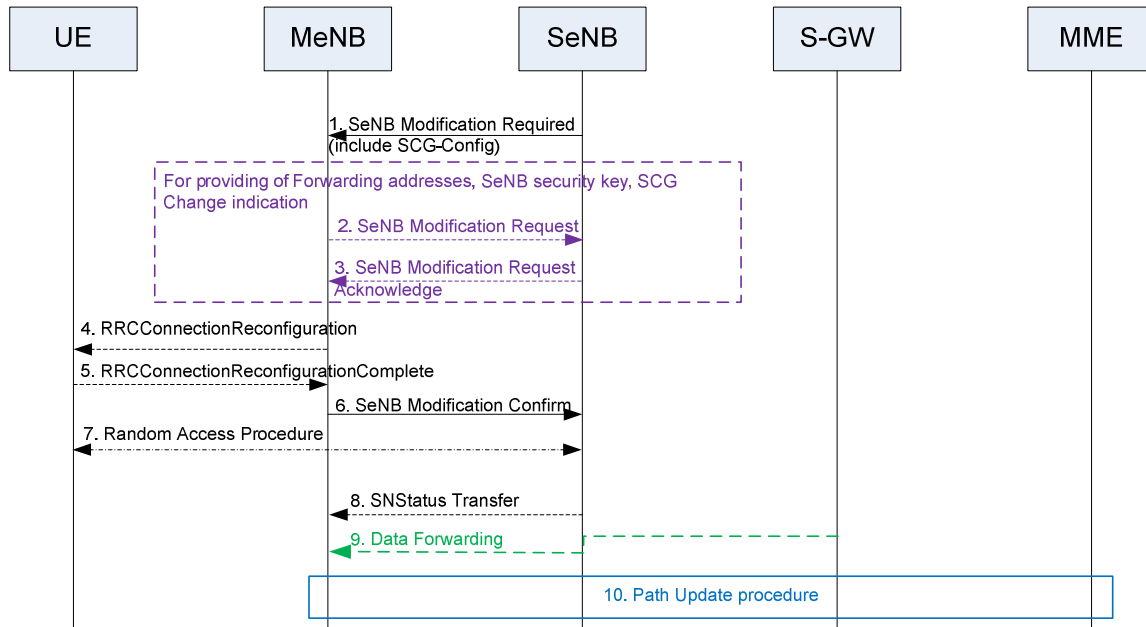 UE
MeNB
SeNB
S-GW
MME
1. SeNB Modification Required
(include SCG-Config)
For providing of Forwarding addresses, SeNB security key, SCG
Change indication
2. SeNB Modification Request
3. SeNB Modification Request
Acknowledge
4. RRCConnectionReconfiguration
5. RRCConnectionReconfigurationComplete
6. SeNB Modification Confirm
7. Random Access Procedure
8. SNStatus Transfer
9. Data Forwarding
10. Path Update procedure